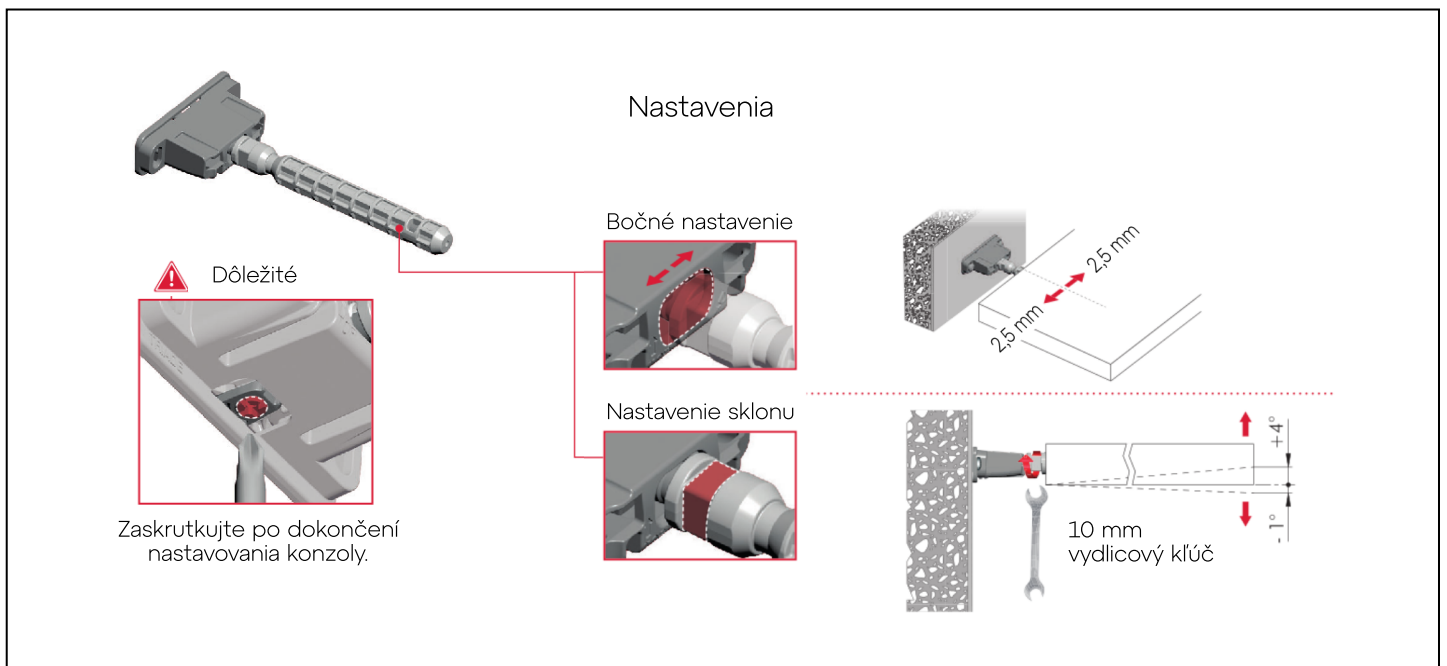 Nastavenia
Dôležité
Zaskrutkujte po dokončení
nastavovania konzoly.
Bočné nastavenie
2,5 mm
2,5 mm
Nastavenie sklonu
+4°
- 1°
10 mm
vydlicový kľúč